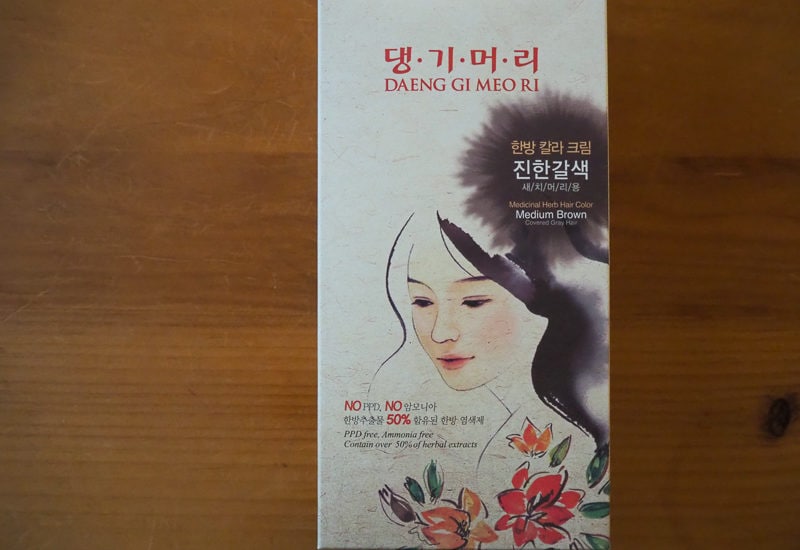 댕·기·머·리
DAENG GI MEO RI
한방 칼라 크림
진한갈색
새/치/머/리/용
Medicinal Herb Hair Color
Medium Brown
Covered Gray Hair
NO PPD, NO 암모니아
한방추출물 50% 함유된 한방 염색제
PPD free, Ammonia free
Contain over 50% of herbal extracts